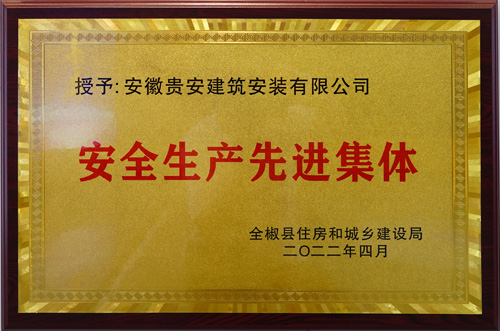 授予:安徽贵安建筑安装有限公司
安全生产先进集体
全椒县住房和城乡建设局
二〇二二年四月